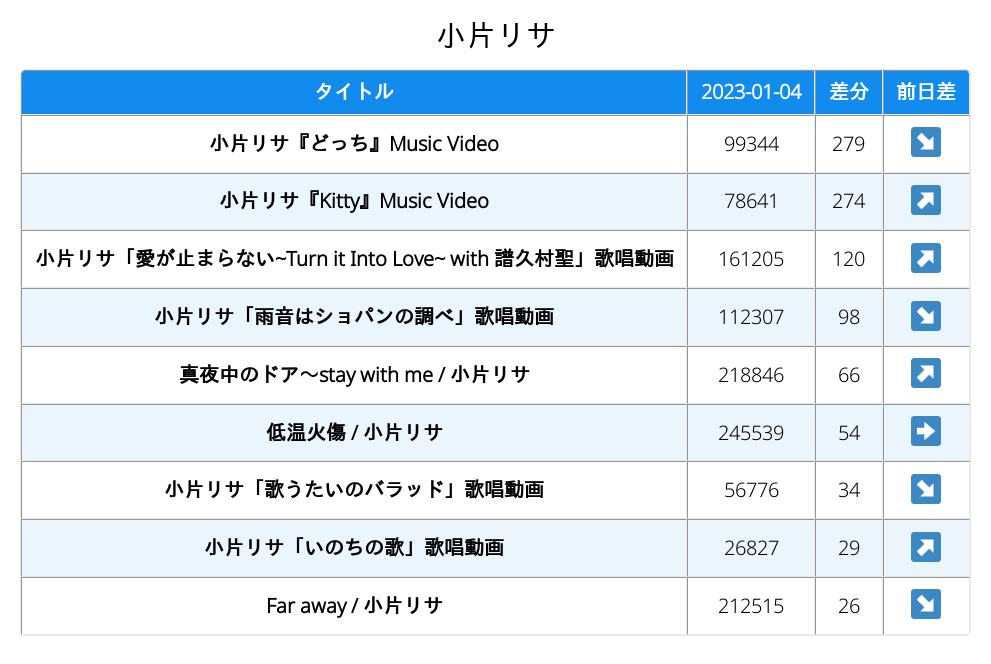 小片リサ
タイトル 2023-01-04 差分 前日差
小片リサ『どっち』Music Video 99344 279 ↘
小片リサ『Kitty』Music Video 78641 274 ↗
小片リサ「愛が止まらない~Turn it Into Love~ with 譜久村聖」歌唱動画 161205 120 ↗
小片リサ「雨音はショパンの調べ」歌唱動画 112307 98 ↘
真夜中のドア〜stay with me / 小片リサ 218846 66 ↗
低温火傷 / 小片リサ 245539 54 ➡
小片リサ「歌うたいのバラッド」歌唱動画 56776 34 ↘
小片リサ「いのちの歌」歌唱動画 26827 29 ↗
Far away / 小片リサ 212515 26 ↘